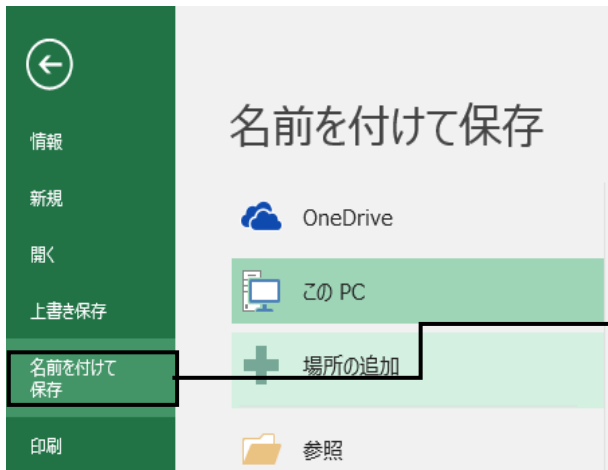 情報
新規
開く
上書き保存
名前を付けて
保存
印刷
名前を付けて保存
OneDrive
この PC
場所の追加
参照